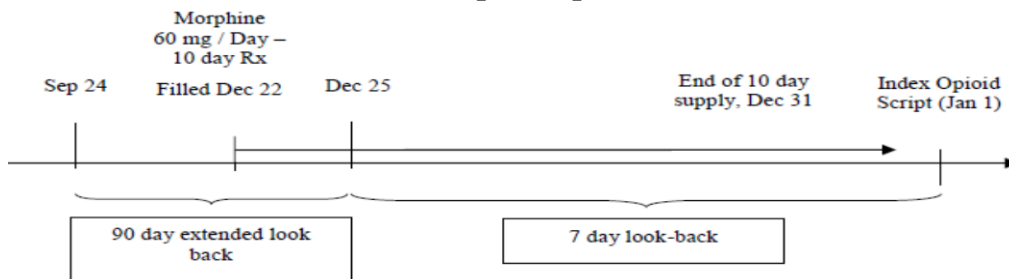 Morphine
60 mg / Day –
10 day Rx
Sep 24
Filled Dec 22
Dec 25
End of 10 day
supply, Dec 31
Index Opioid
Script (Jan 1)
90 day extended look
back
7 day look-back